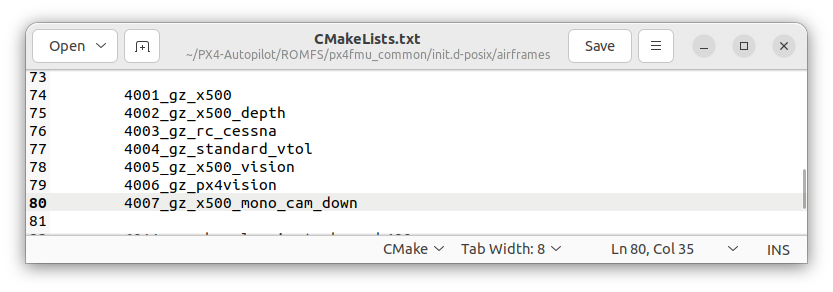 CMakeLists.txt
Open
~/PX4-Autopilot/ROMFS/px4fmu_common/init.d-posix/airframes
Save
73
74 4001_gz_x500
75 4002_gz_x500_depth
76 4003_gz_rc_cessna
77 4004_gz_standard_vtol
78 4005_gz_x500_vision
79 4006_gz_px4vision
80 4007_gz_x500_mono_cam_down
81
CMake Tab Width: 8 Ln 80, Col 35 INS